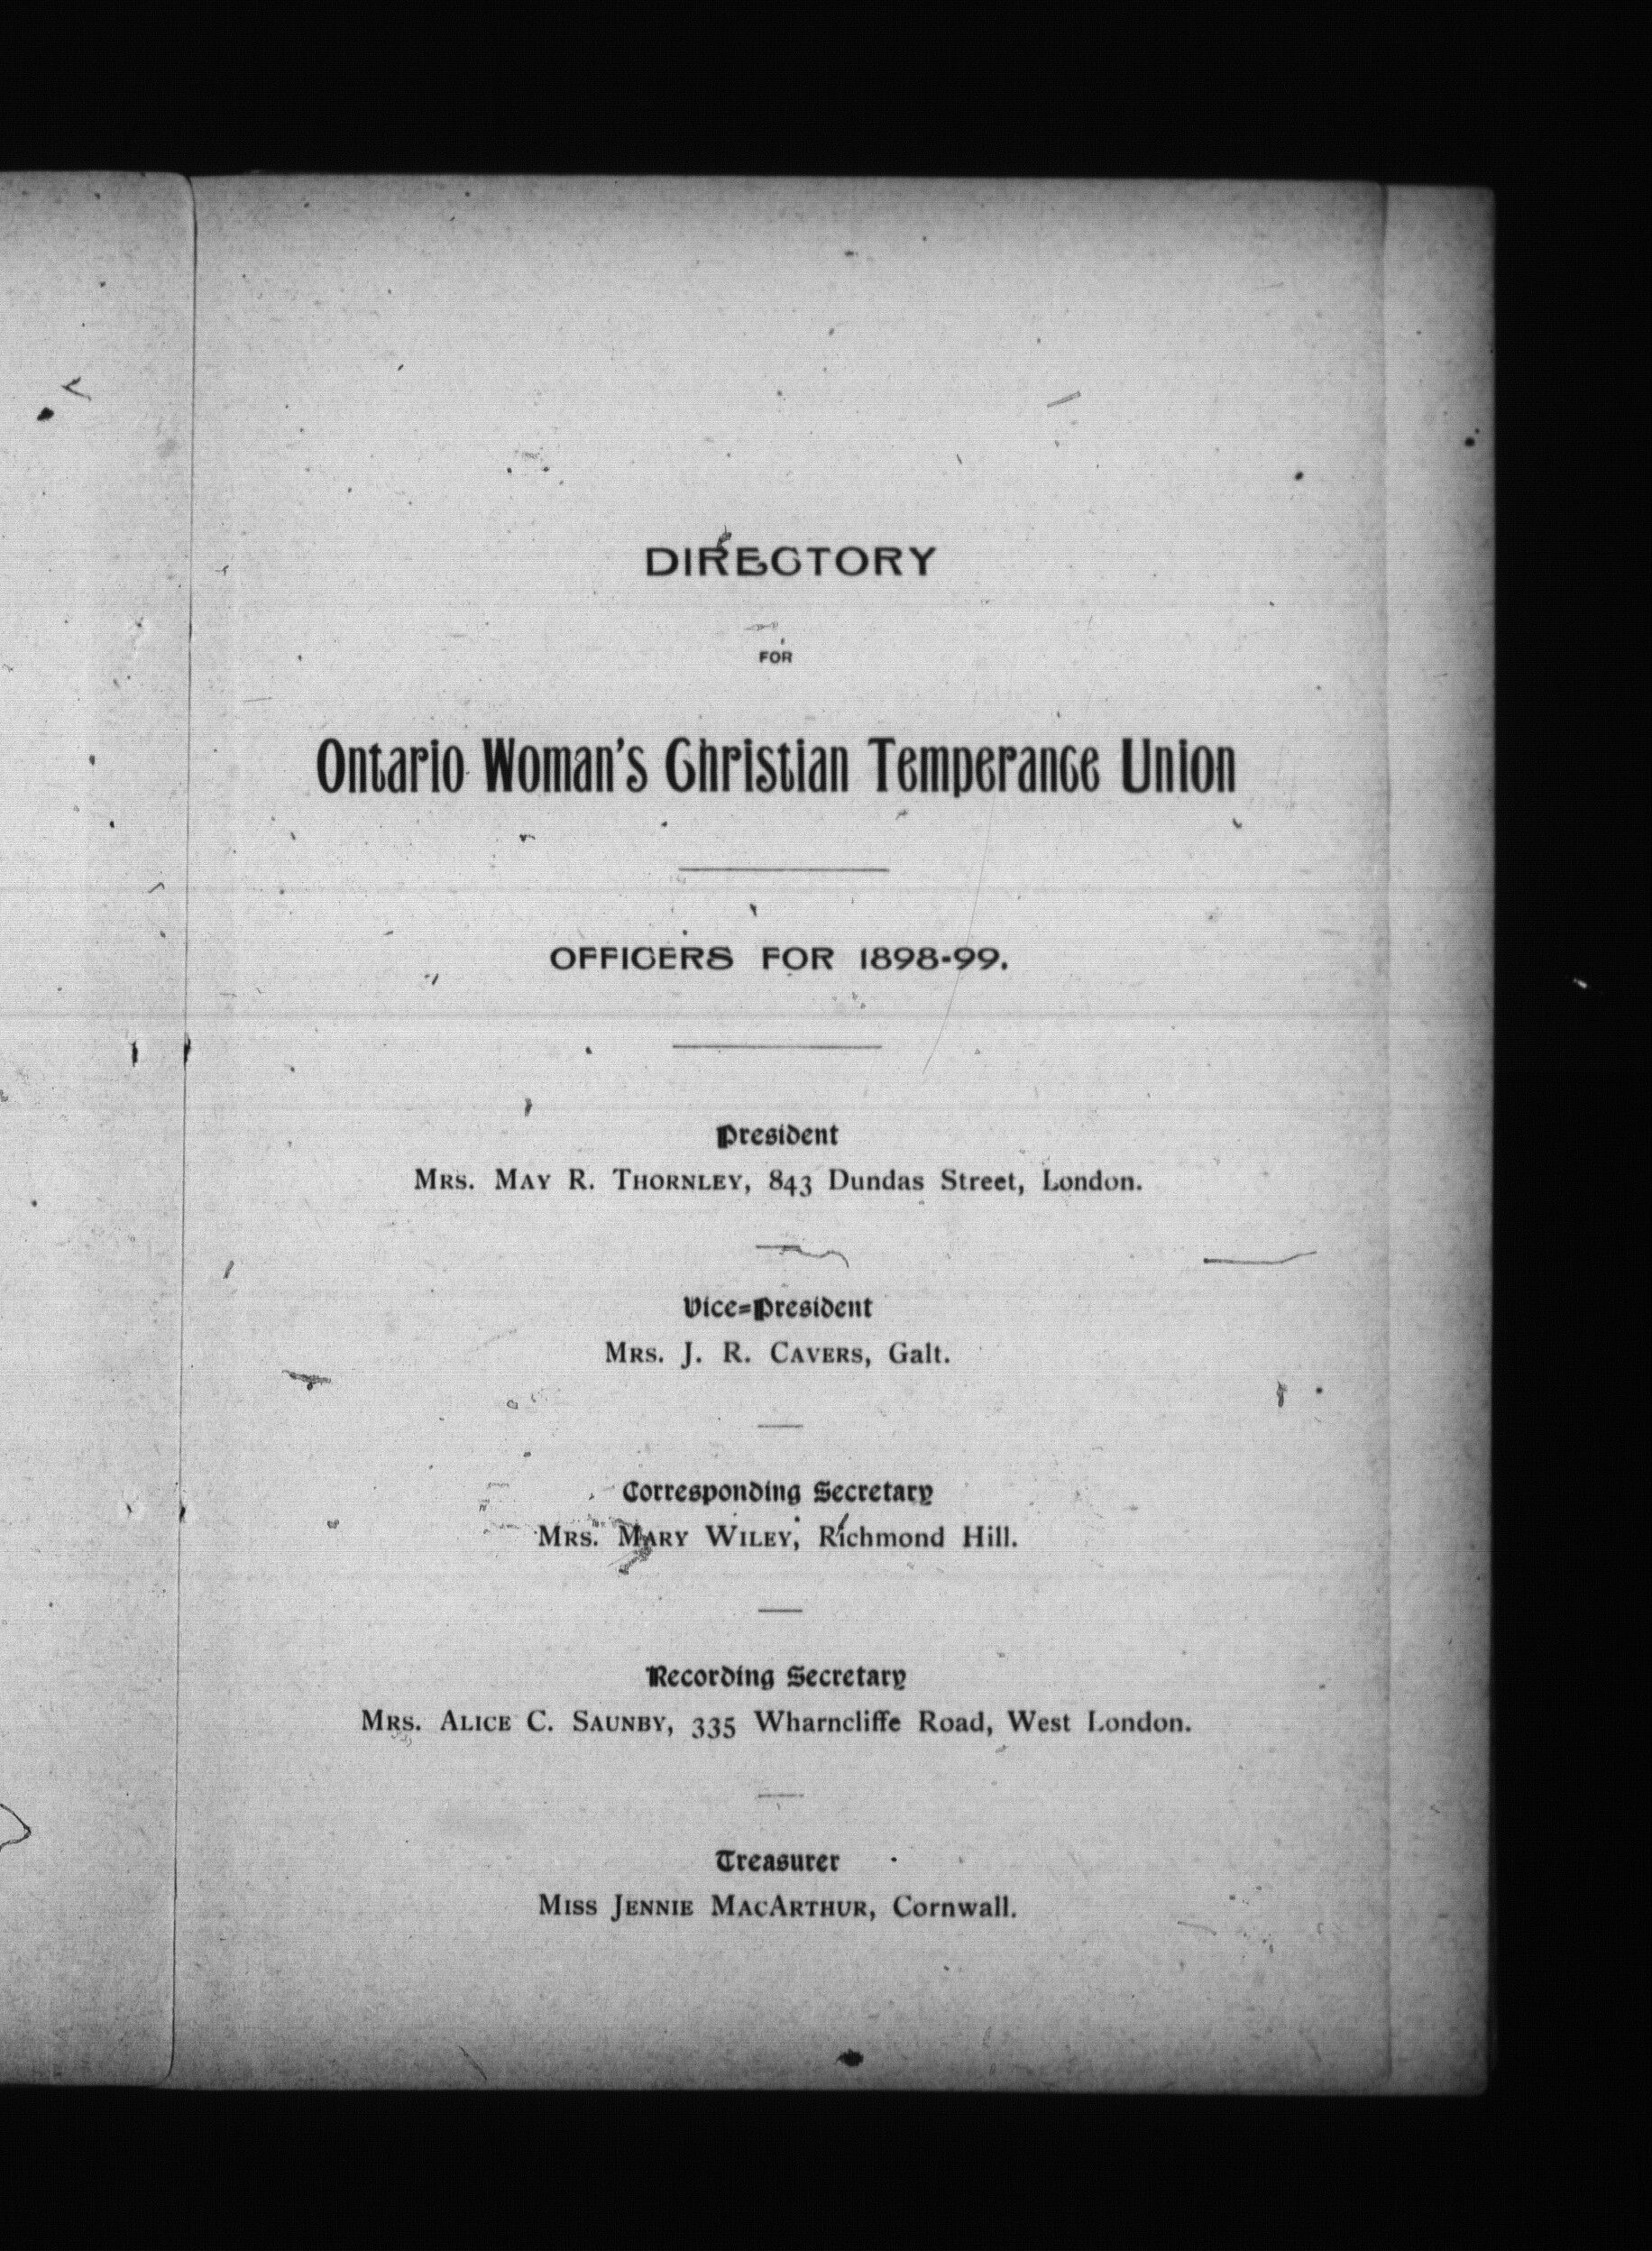 DIRECTORY
FOR
Ontario Woman's Christian Temperance Union
OFFICERS FOR 1898-99.
President
MRS. MAY R. THORNLEY, 843 Dundas Street, London.
Vice=President
MRS. J. R. CAVERS, Galt.
Corresponding Secretary
MRS. MARY WILEY, Richmond Hill.
Recording Secretary
MRS. ALICE C. SAUNBY, 335 Wharncliffe Road, West London.
Treasurer
MISS JENNIE MACARTHUR, Cornwall.